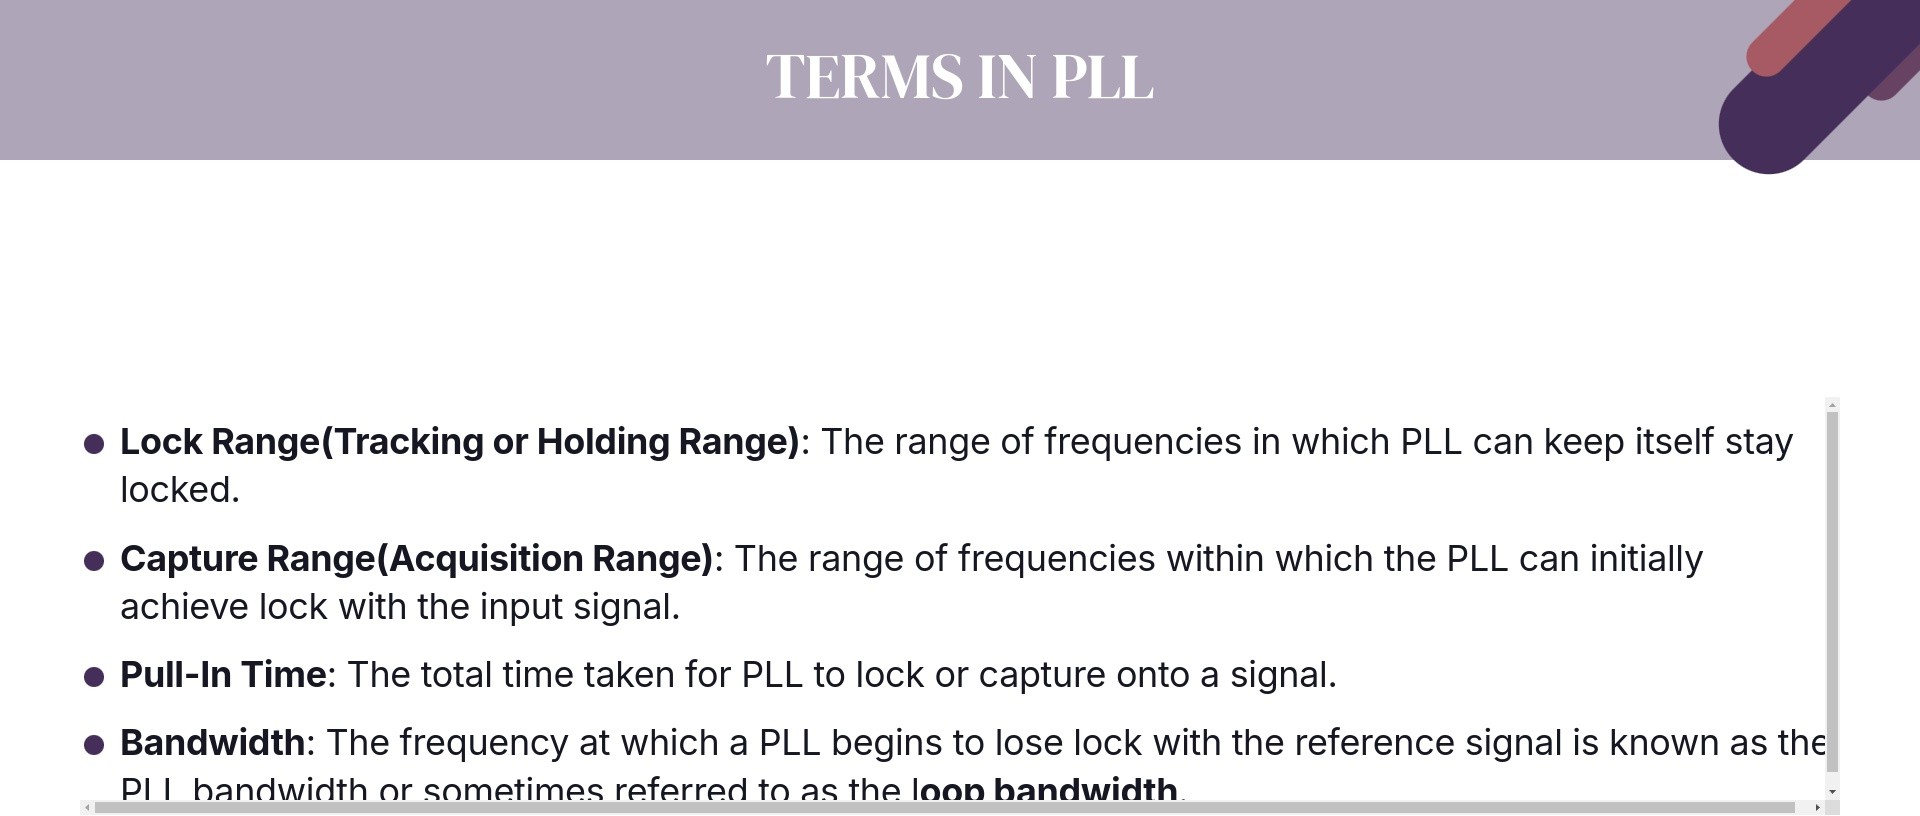 TERMS IN PLL
Lock Range(Tracking or Holding Range): The range of frequencies in which PLL can keep itself stay
locked.
Capture Range(Acquisition Range): The range of frequencies within which the PLL can initially
achieve lock with the input signal.
Pull-In Time: The total time taken for PLL to lock or capture onto a signal.
Bandwidth: The frequency at which a PLL begins to lose lock with the reference signal is known as the
PLL bandwidth or sometimes referred to as the loop bandwidth.